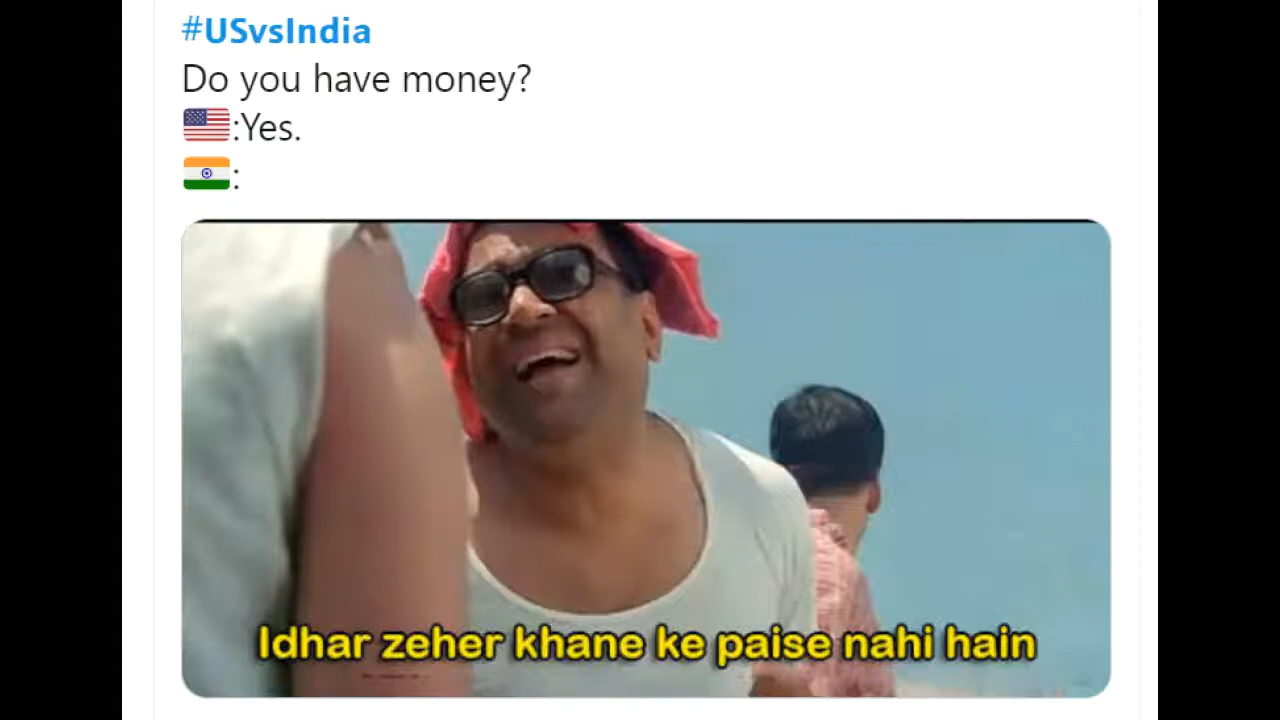 #USvsIndia
Do you have money?
🇺🇸:Yes.
🇮🇳:
Idhar zeher khane ke paise nahi hain